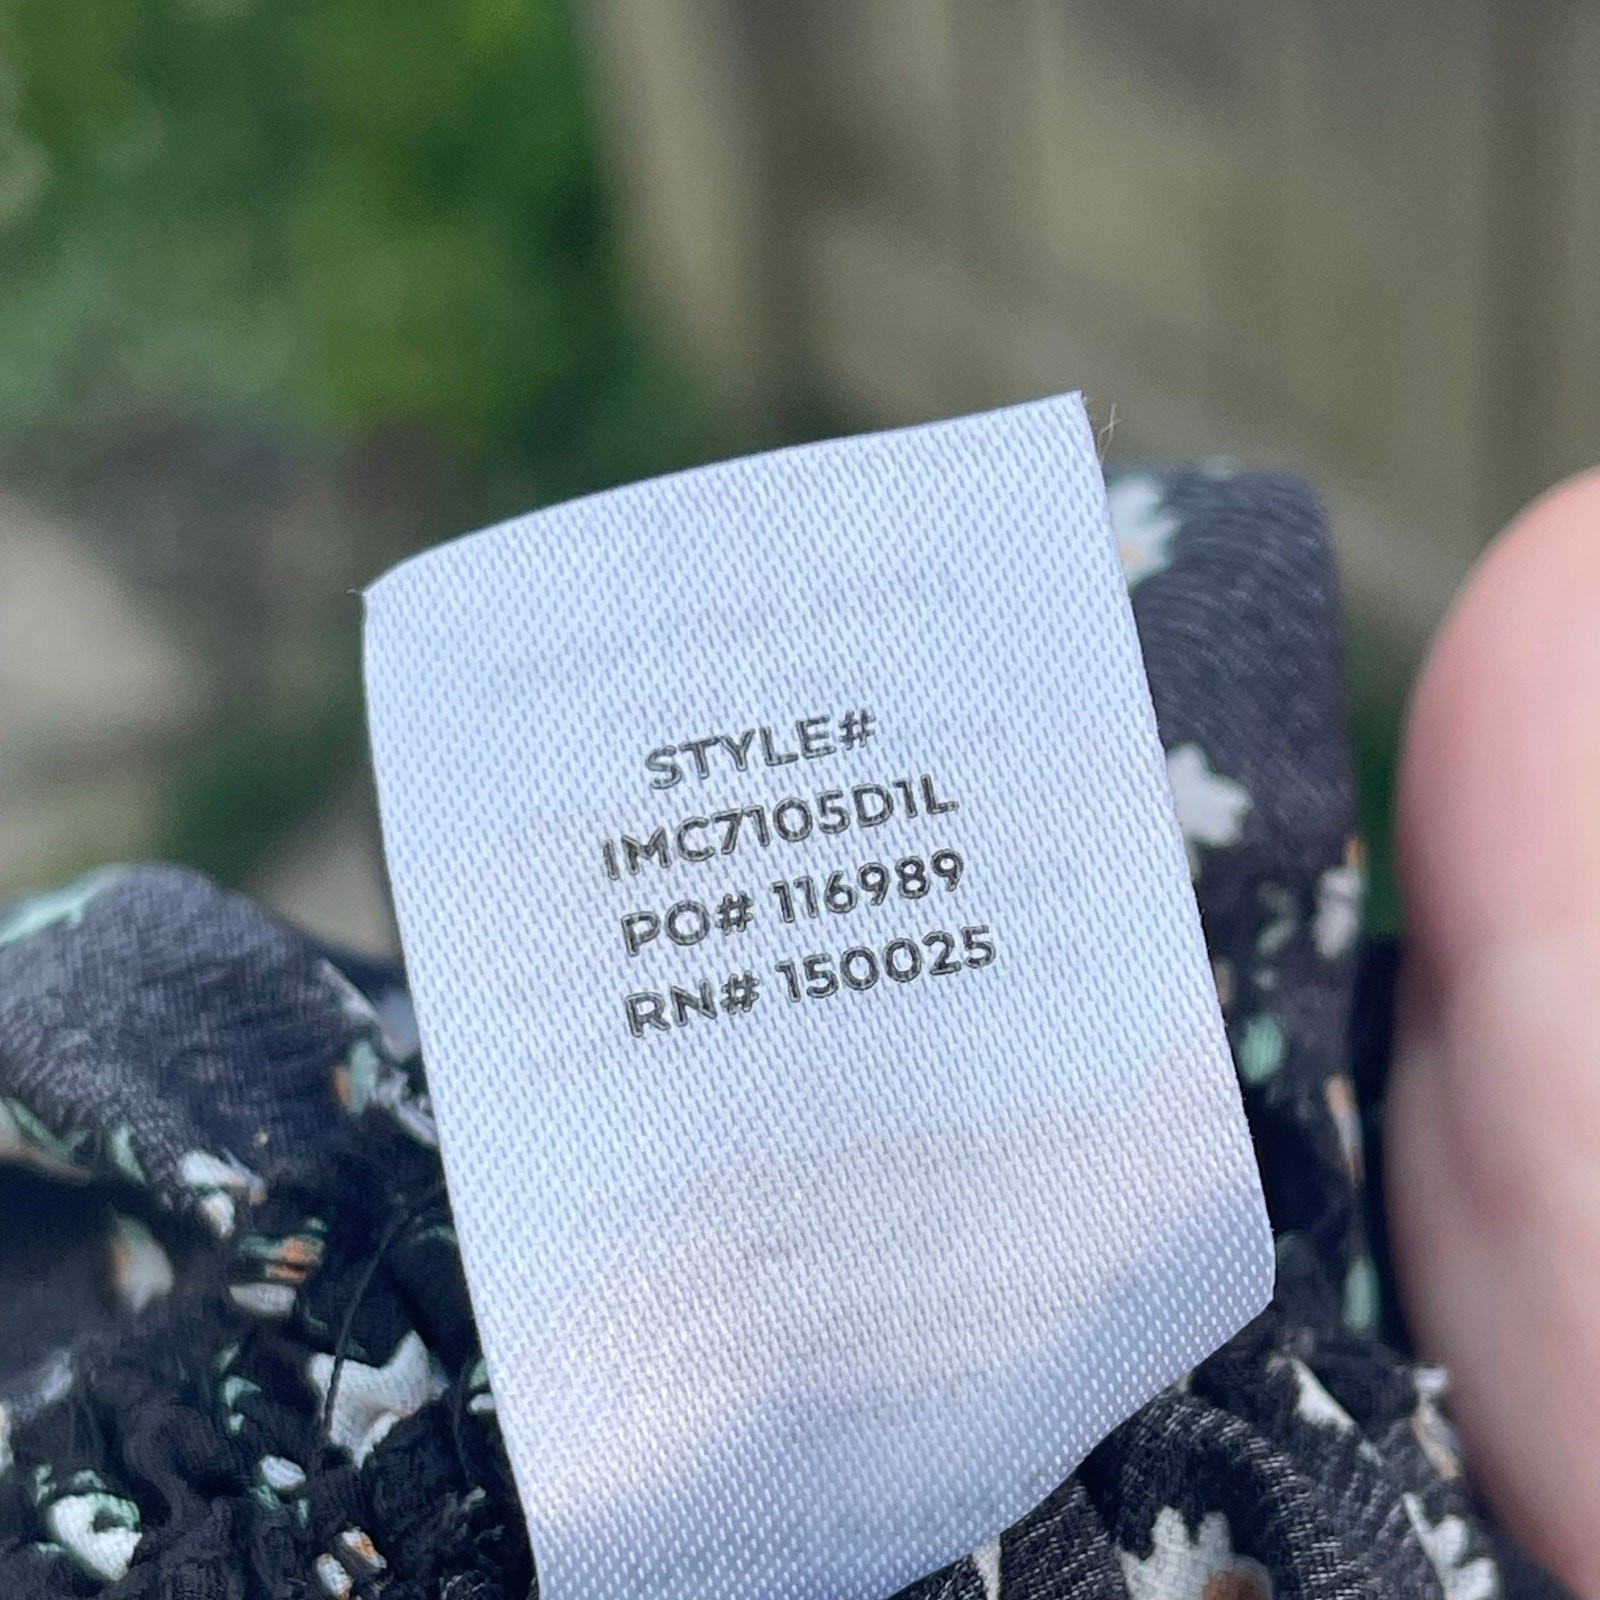 STYLE#
IMC7105D1L
PO# 116989
RN# 150025